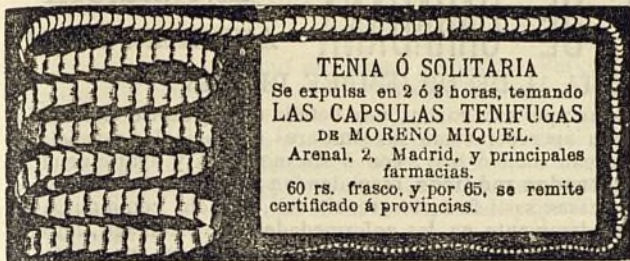 TENIA Ó SOLITARIA
Se expulsa en 2 ó 3 horas, temando
LAS CAPSULAS TENIFUGAS
DE MORENO MIQUEL.
Arenal, 2, Madrid, y principales
farmacias.
60 rs. frasco, y por 65, se remite
certificado á provincias.